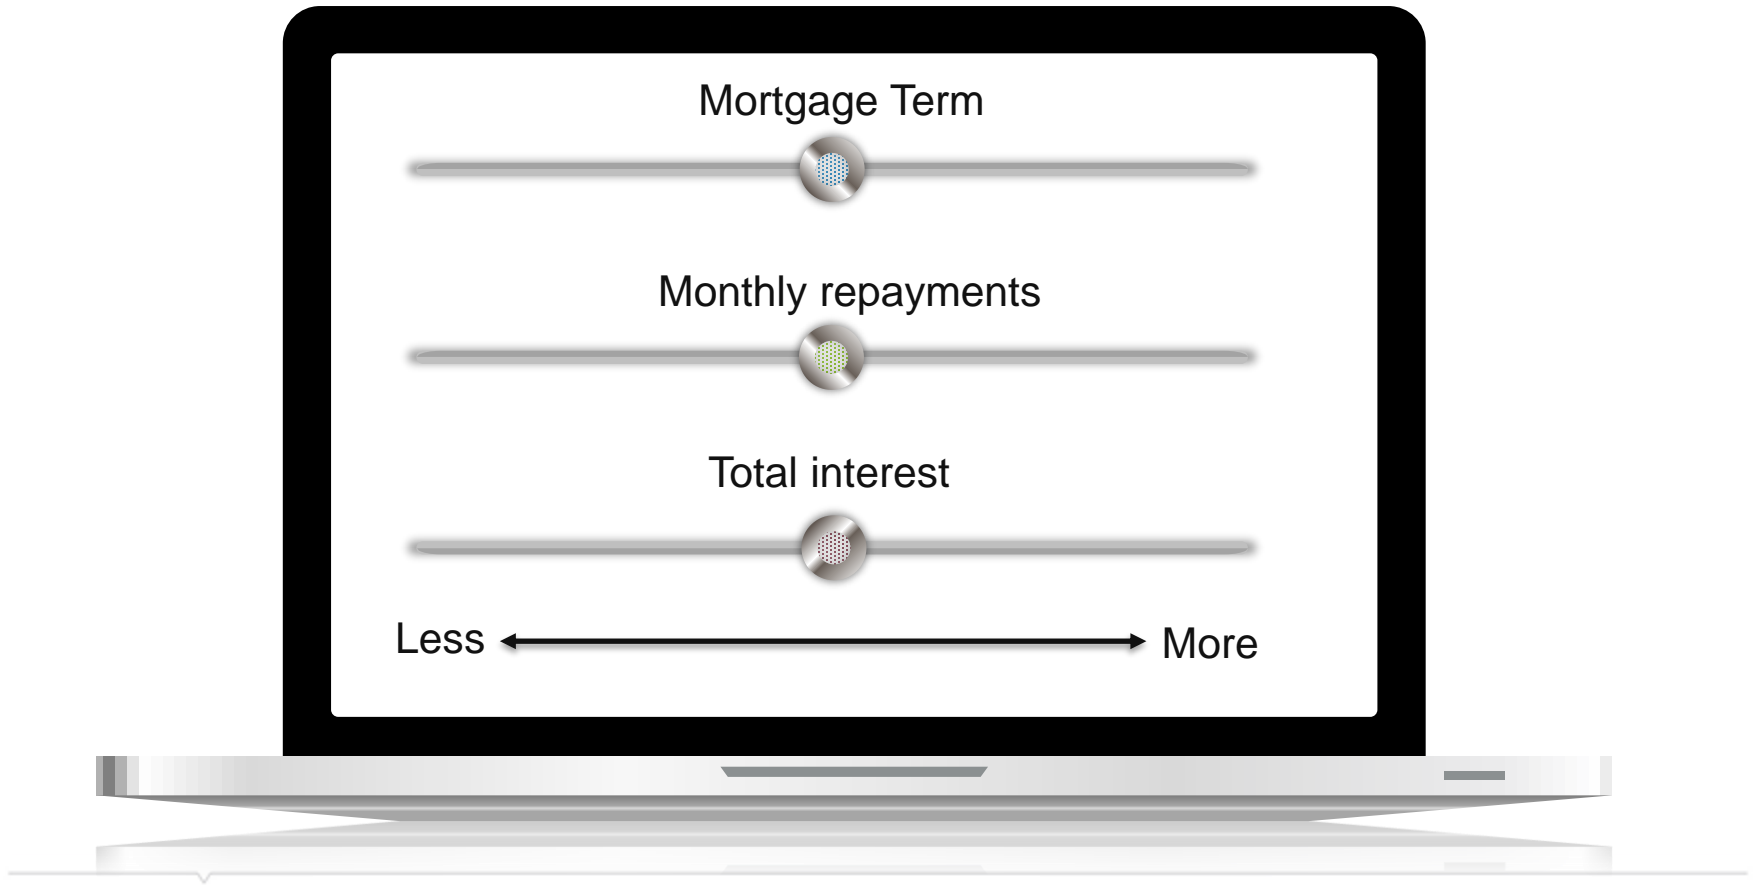 Mortgage Term
Monthly repayments
Total interest
Less
More